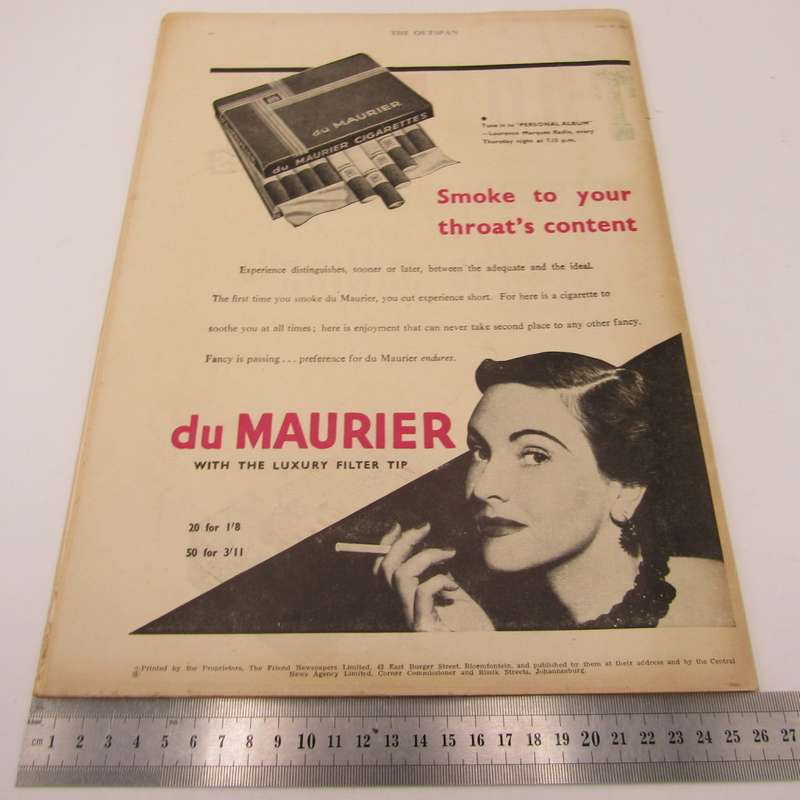 THE OUTSPAN
du MAURIER
du MAURIER CIGARETTES
Tune in to "PERSONAL ALBUM"
—Lourenco Marques Radio, every
Thursday night at 7.15 p.m.
Smoke to your
throat's content
Experience distinguishes, sooner or later, between the adequate and the ideal.
The first time you smoke du Maurier, you cut experience short. For here is a cigarette to
soothe you at all times; here is enjoyment that can never take second place to any other fancy.
Fancy is passing ... preference for du Maurier endures.
du MAURIER
WITH THE LUXURY FILTER TIP
20 for 1'8
50 for 3'11
Printed by the Proprietors, The Friend Newspapers Limited, 42 East Burger Street, Bloemfontein, and published by them at their address and by the Central
News Agency Limited, Corner Commissioner and Rissik Streets, Johannesburg.
cm 1 2 3 4 5 6 7 8 9 10 11 12 13 14 15 16 17 18 19 20 21 22 23 24 25 26 27